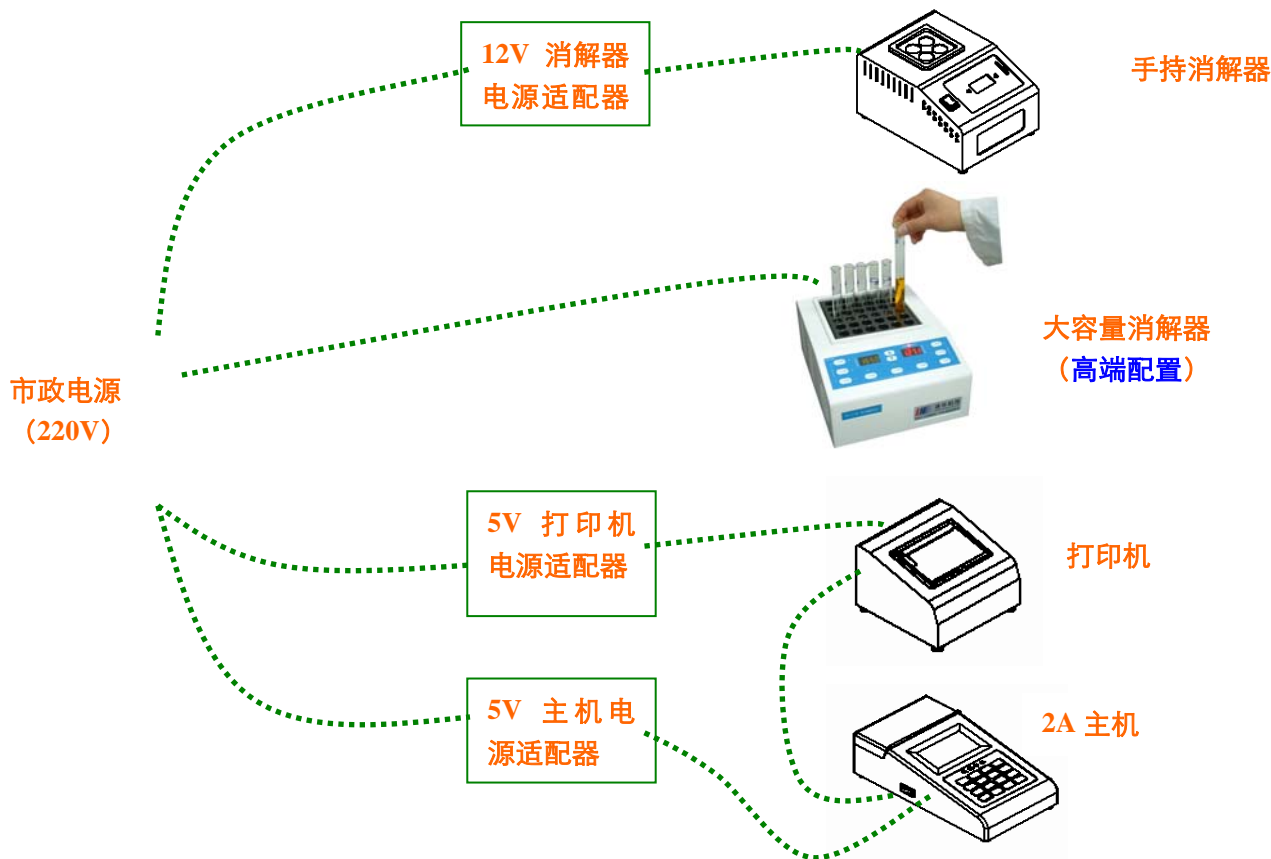 12V 消解器
电源适配器
手持消解器
大容量消解器
（高端配置）
市政电源
（220V）
5V 打印机
电源适配器
打印机
5V 主机电
源适配器
2A 主机